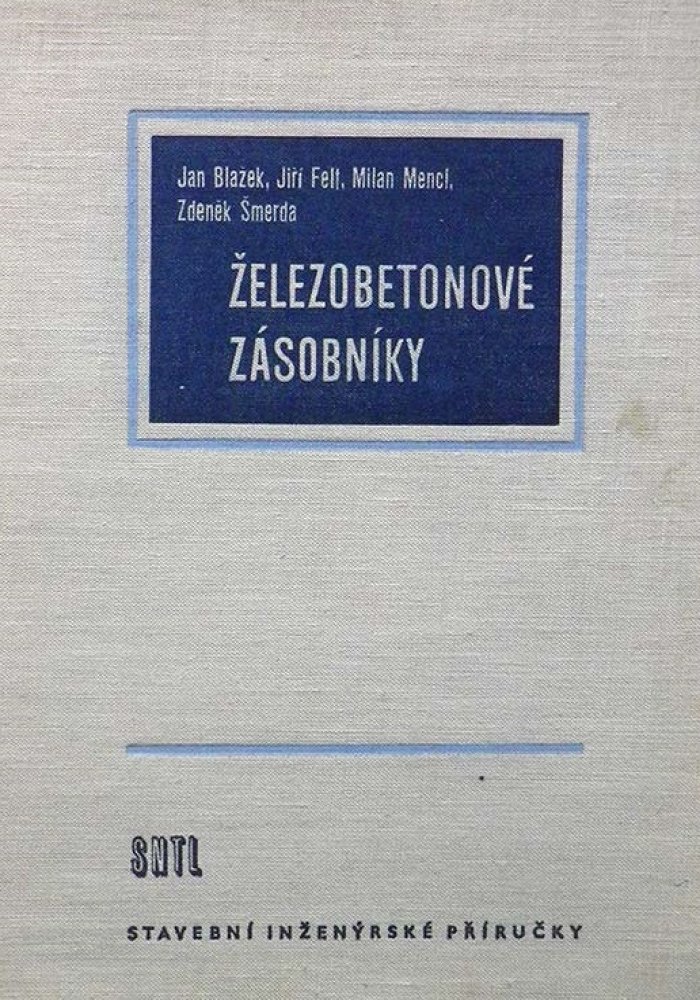 Jan Blažek, Jiří Felt, Milan Mencl,
Zdeněk Šmerda
ŽELEZOBETONOVÉ
ZÁSOBNÍKY
SNTL
STAVEBNÍ INŽENÝRSKÉ PŘÍRUČKY